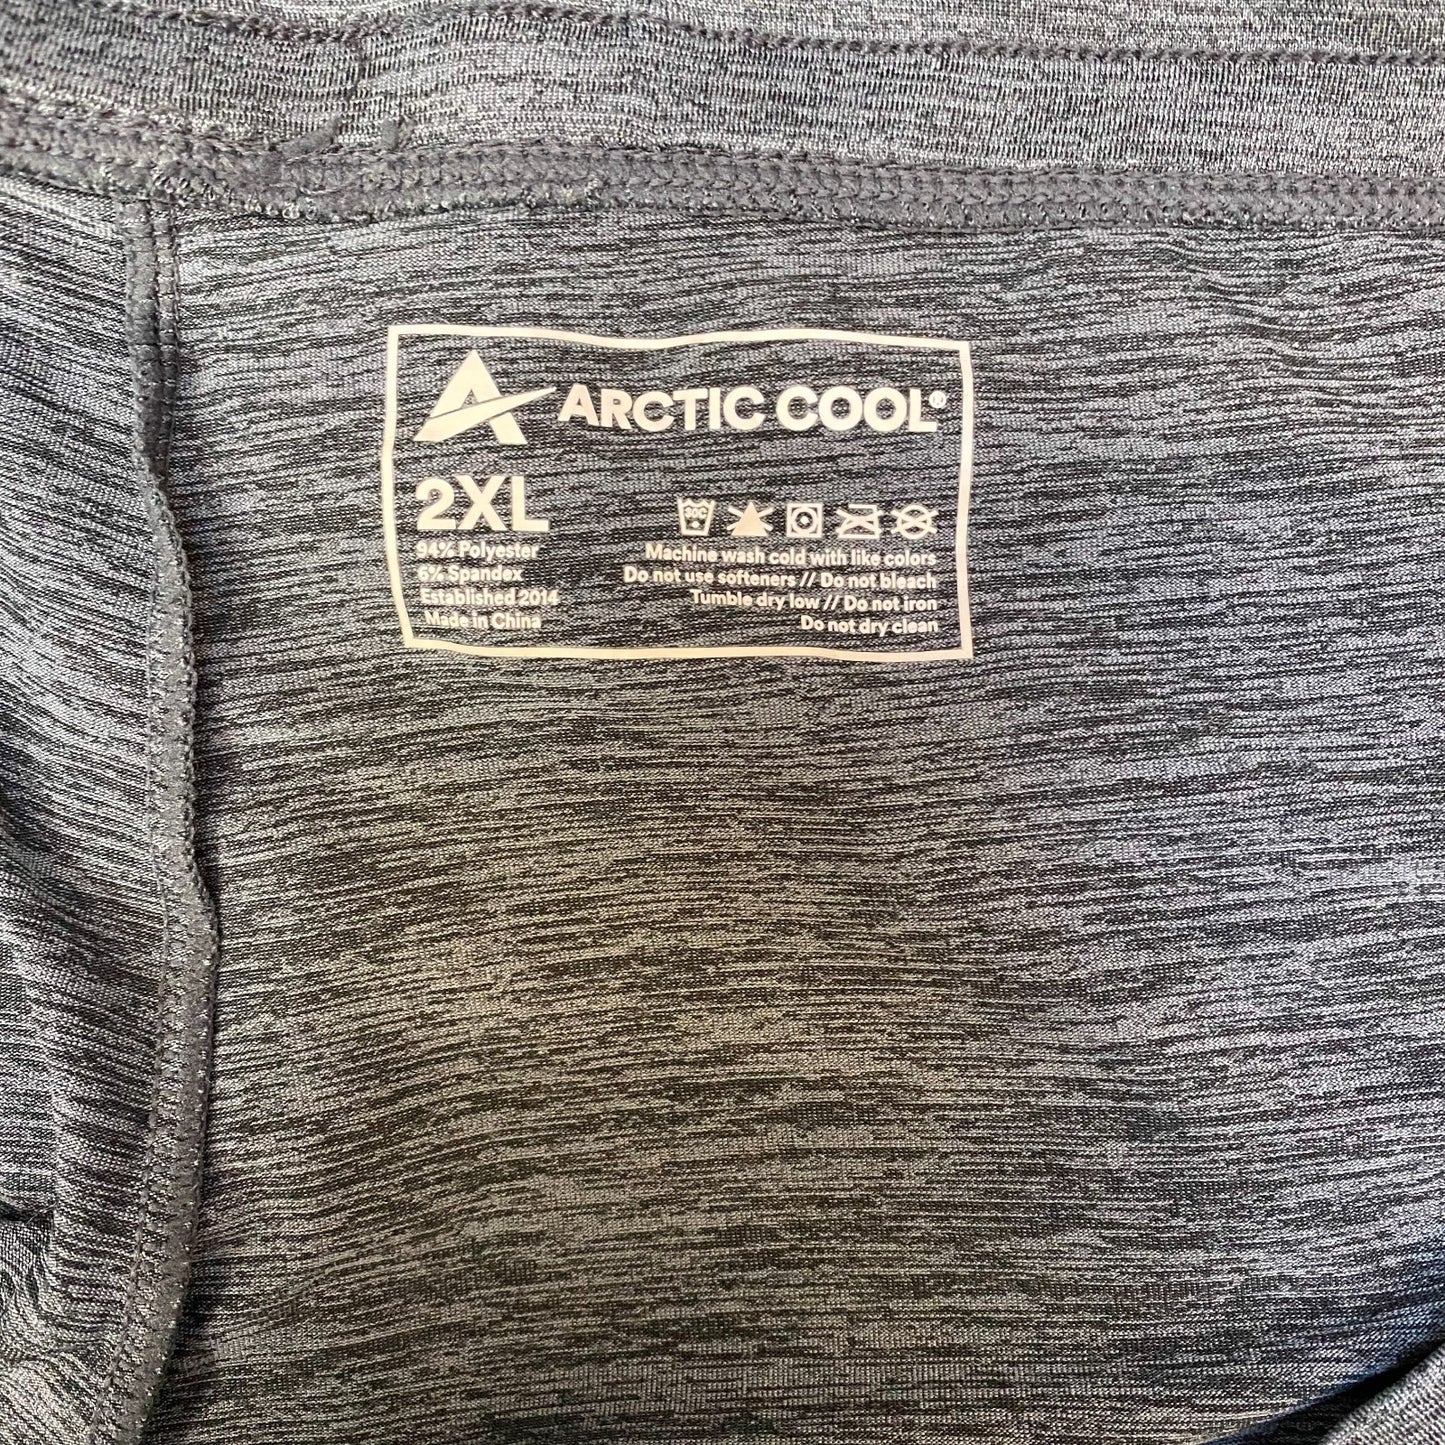 ARCTIC COOL®
2XL
94% Polyester
6% Spandex
Established 2014
Made in China
30C
Machine wash cold with like colors
Do not use softeners // Do not bleach
Tumble dry low // Do not iron
Do not dry clean